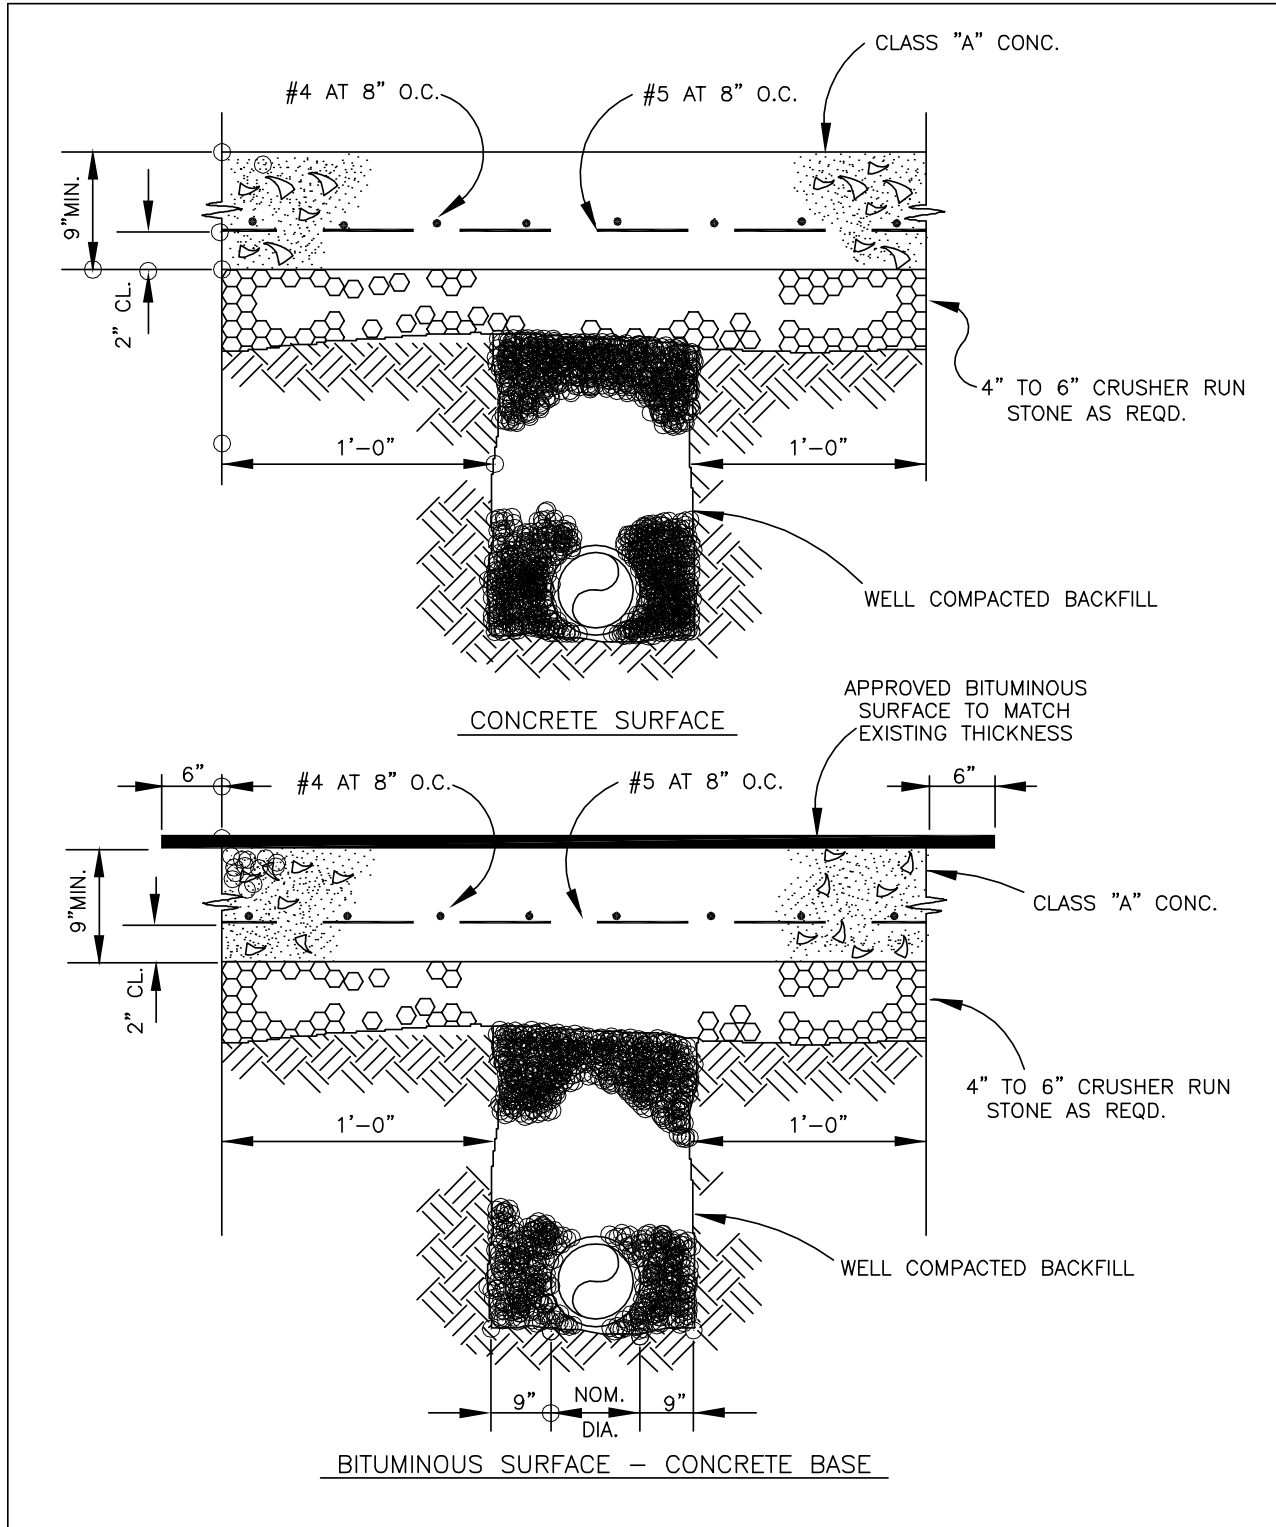 CLASS "A" CONC.
#4 AT 8" O.C.
#5 AT 8" O.C.
9"MIN.
2" CL.
4" TO 6" CRUSHER RUN
STONE AS REQD.
1'-0"
1'-0"
WELL COMPACTED BACKFILL
CONCRETE SURFACE
APPROVED BITUMINOUS
SURFACE TO MATCH
EXISTING THICKNESS
6"
#4 AT 8" O.C.
#5 AT 8" O.C.
6"
9"MIN.
CLASS "A" CONC.
2" CL.
4" TO 6" CRUSHER RUN
STONE AS REQD.
1'-0"
1'-0"
WELL COMPACTED BACKFILL
9"
NOM.
DIA.
9"
BITUMINOUS SURFACE - CONCRETE BASE